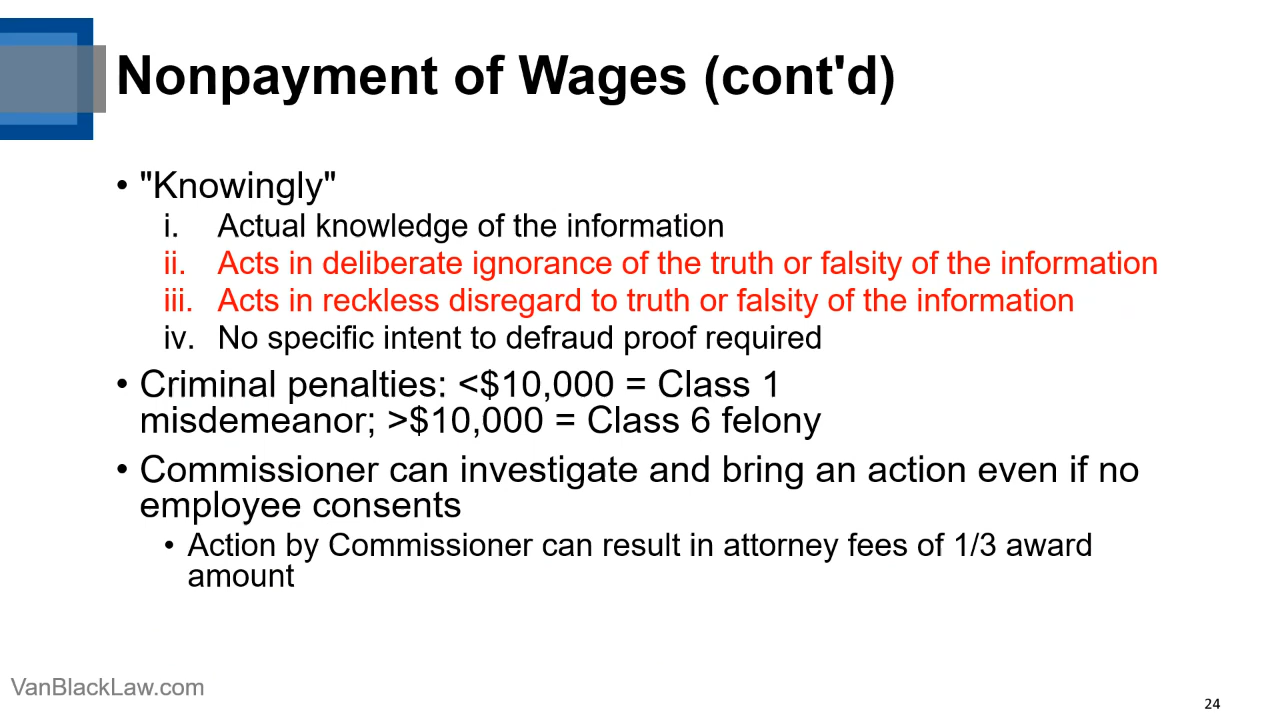 Nonpayment of Wages (cont'd)
• "Knowingly"
i. Actual knowledge of the information
ii. Acts in deliberate ignorance of the truth or falsity of the information
iii. Acts in reckless disregard to truth or falsity of the information
iv. No specific intent to defraud proof required
• Criminal penalties: <$10,000 = Class 1
misdemeanor; >$10,000 = Class 6 felony
• Commissioner can investigate and bring an action even if no
employee consents
• Action by Commissioner can result in attorney fees of 1/3 award
amount
VanBlackLaw.com
24